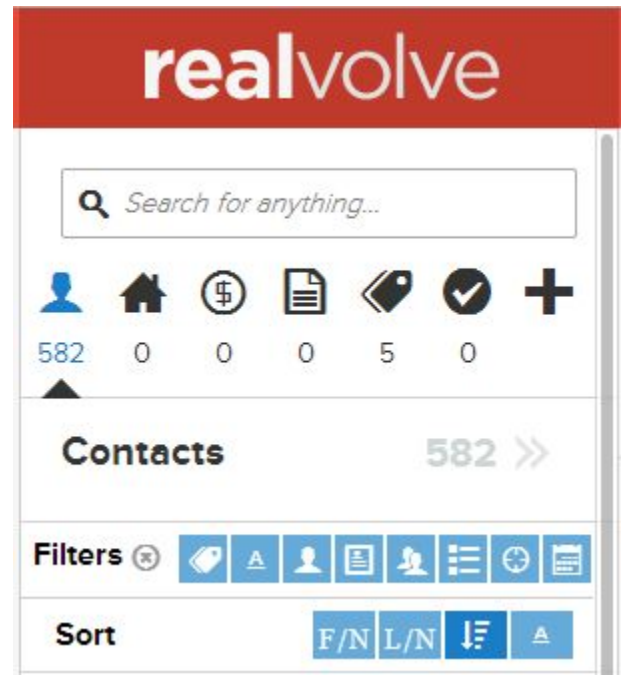 realvolve
Search for anything...
582 0 0 0 5 0
Contacts 582
Filters A
Sort F/N L/N A